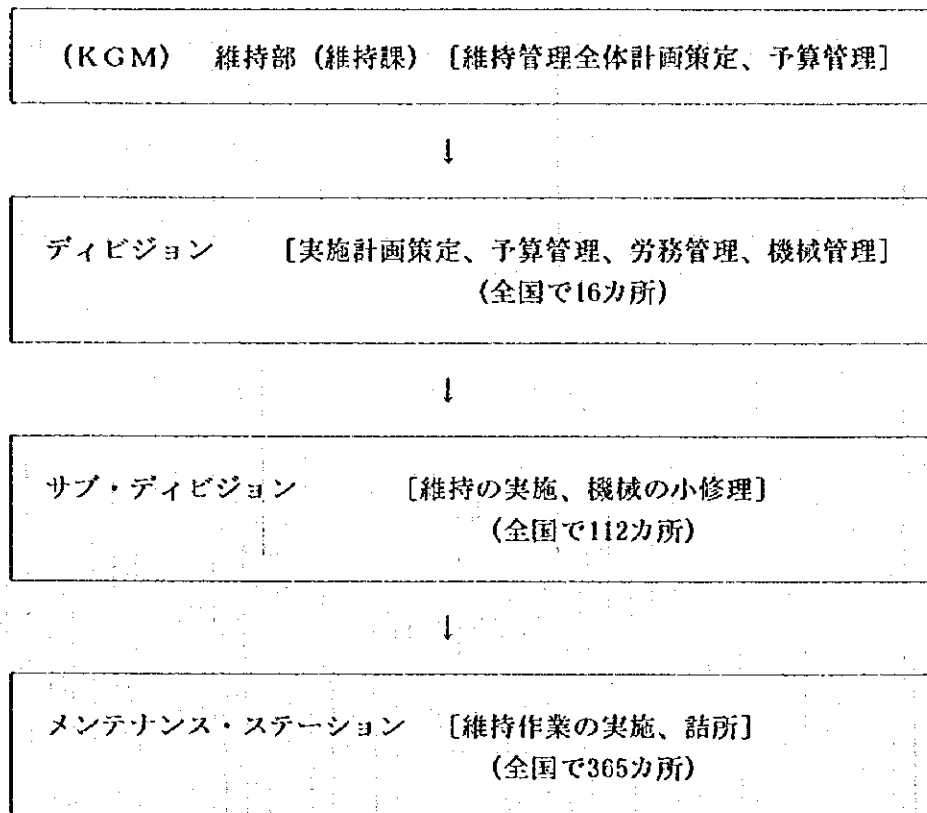 (KGM) 維持部（維持課）［維持管理全体計画策定、予算管理］
↓
ディビジョン ［実施計画策定、予算管理、労務管理、機械管理］
(全国で16カ所)
↓
サブ・ディビジョン ［維持の実施、機械の小修理］
(全国で112カ所)
↓
メンテナンス・ステーション ［維持作業の実施、詰所］
(全国で365カ所)